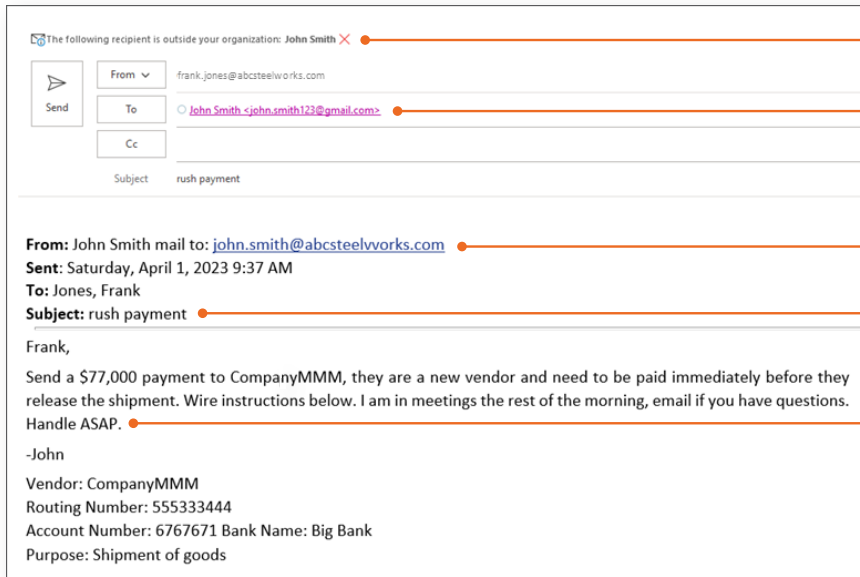 The following recipient is outside your organization: John Smith
Send
From
frank.jones@abcsteelworks.com
To
John Smith <john.smith123@gmail.com>
Cc
Subject
rush payment
From: John Smith mail to: john.smith@abcsteelvvorks.com
Sent: Saturday, April 1, 2023 9:37 AM
To: Jones, Frank
Subject: rush payment
Frank,
Send a $77,000 payment to CompanyMMM, they are a new vendor and need to be paid immediately before they
release the shipment. Wire instructions below. I am in meetings the rest of the morning, email if you have questions.
Handle ASAP.
-John
Vendor: CompanyMMM
Routing Number: 555333444
Account Number: 6767671 Bank Name: Big Bank
Purpose: Shipment of goods